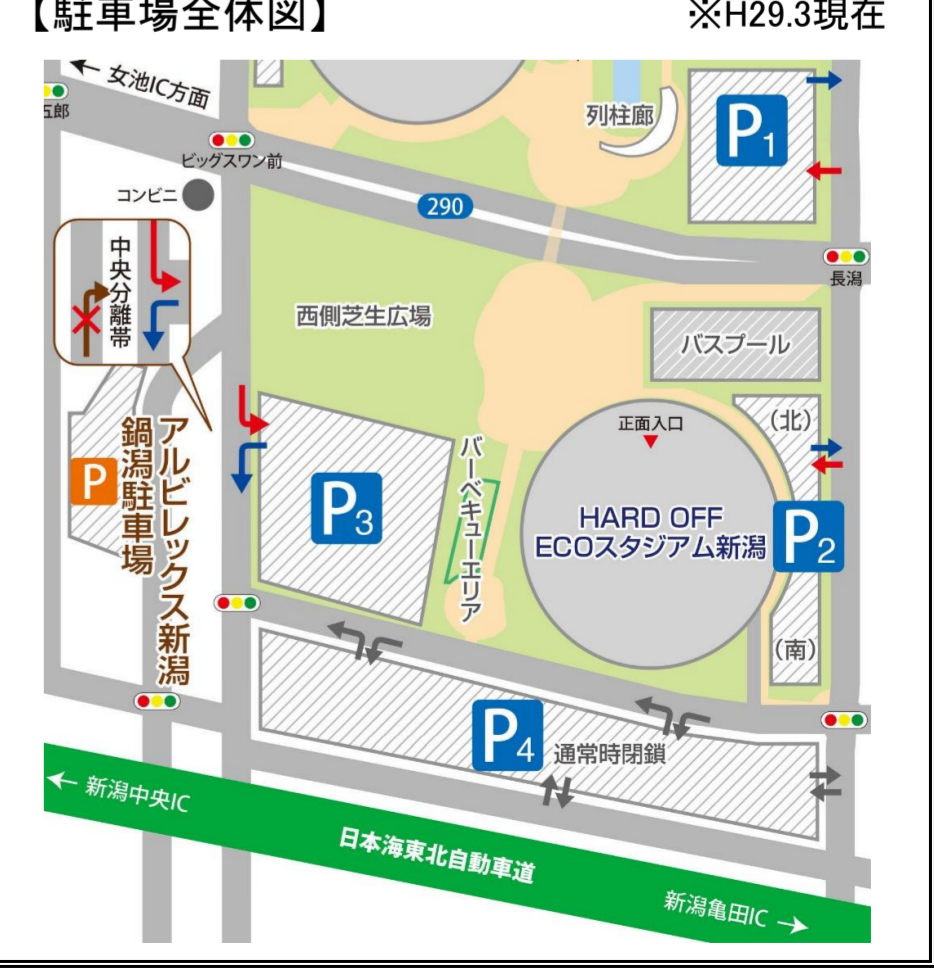 【駐車場全体図】
※H29.3現在
← 女池IC方面
五郎
ビッグスワン前
コンビニ
列柱廊
P1
290
長潟
中央分離帯
西側芝生広場
バスプール
正面入口
(北)
HARD OFF
ECOスタジアム新潟
P2
(南)
P
アルビレックス新潟
鍋潟駐車場
P3
バーベキューエリア
P4
通常時閉鎖
← 新潟中央IC
日本海東北自動車道
新潟亀田IC →